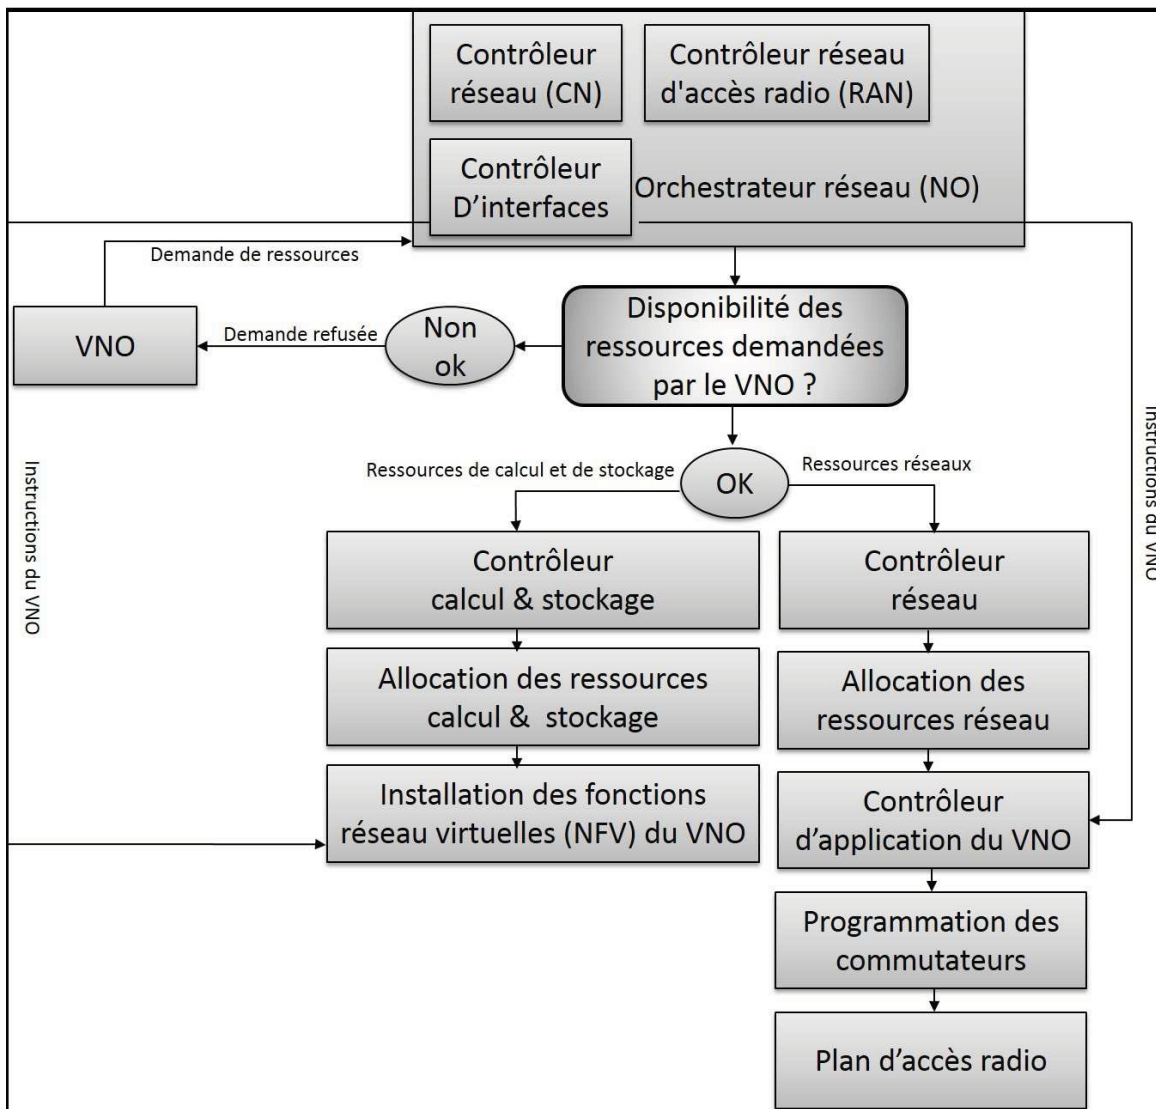 Contrôleur
réseau (CN)
Contrôleur réseau
d'accès radio (RAN)
Contrôleur
D’interfaces
Orchestrateur réseau (NO)
Demande de ressources
VNO
Demande refusée
Non
ok
Disponibilité des
ressources demandées
par le VNO ?
Instructions du VNO
Instructions du VNO
Ressources de calcul et de stockage
OK
Ressources réseaux
Contrôleur
calcul & stockage
Contrôleur
réseau
Allocation des ressources
calcul & stockage
Allocation des
ressources réseau
Installation des fonctions
réseau virtuelles (NFV) du VNO
Contrôleur
d’application du VNO
Programmation des
commutateurs
Plan d’accès radio